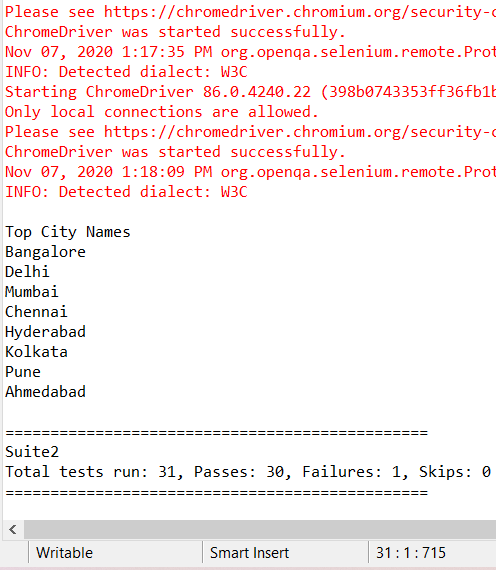 Please see https://chromedriver.chromium.org/security-c
ChromeDriver was started successfully.
Nov 07, 2020 1:17:35 PM org.openqa.selenium.remote.Prot
INFO: Detected dialect: W3C
Starting ChromeDriver 86.0.4240.22 (398b0743353ff36fb1b
Only local connections are allowed.
Please see https://chromedriver.chromium.org/security-c
ChromeDriver was started successfully.
Nov 07, 2020 1:18:09 PM org.openqa.selenium.remote.Prot
INFO: Detected dialect: W3C
Top City Names
Bangalore
Delhi
Mumbai
Chennai
Hyderabad
Kolkata
Pune
Ahmedabad
===============================================
Suite2
Total tests run: 31, Passes: 30, Failures: 1, Skips: 0
===============================================
Writable Smart Insert 31 : 1 : 715